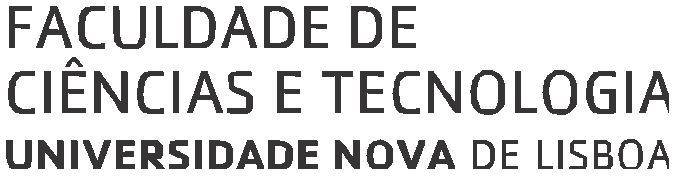 FACULDADE DE
CIÊNCIAS E TECNOLOGIA
UNIVERSIDADE NOVA DE LISBOA